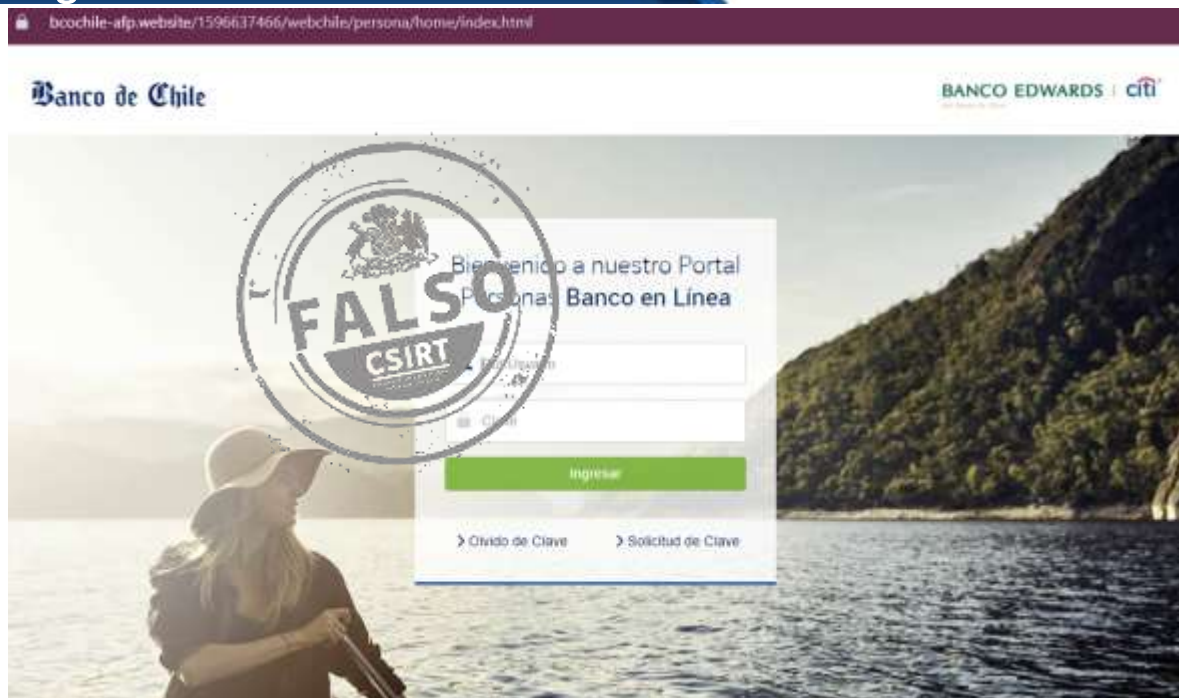 bcochile-afp.website/1596637466/webchile/persona/home/index.html
Banco de Chile
BANCO EDWARDS | citi
Bienvenido a nuestro Portal
Personas Banco en Línea
FALSO
CSIRT
Clave
Ingresar
Olvido de Clave
Solicitud de Clave